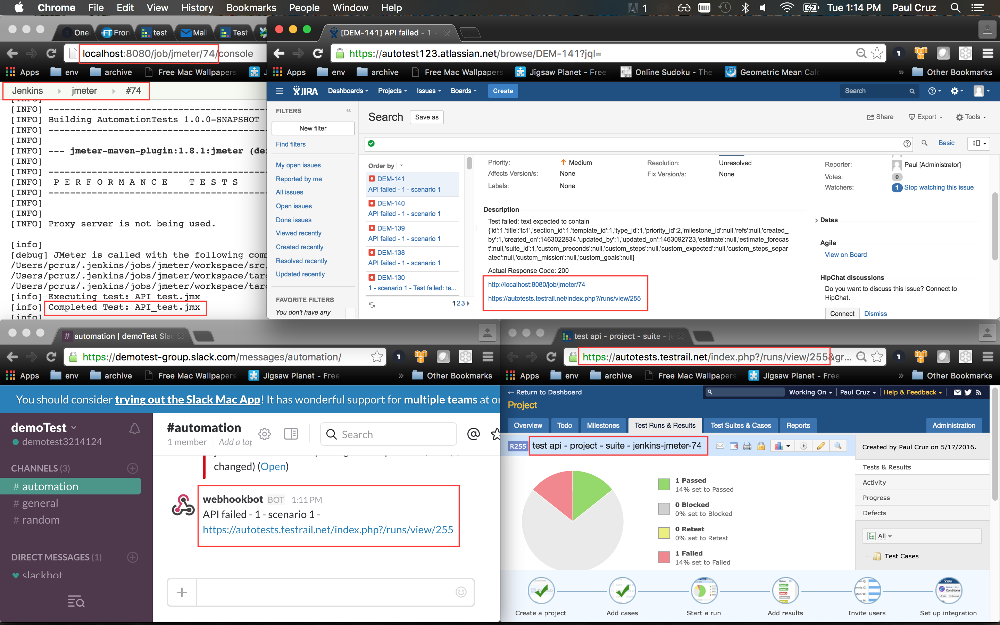 Chrome File Edit View History Bookmarks People Window Help 1 Tue 1:14 PM Paul Cruz
Onel Fron test Mail Test
localhost:8080/job/jmeter/74/console
Apps env archive Free Mac Wallpapers J
Jenkins jmeter #74
[INFO]
[INFO] ------------------------------------------
[INFO] Building AutomationTests 1.0.0-SNAPSHOT
[INFO] ------------------------------------------
[INFO]
[INFO] --- jmeter-maven-plugin:1.8.1:jmeter (de
[INFO]
[INFO] ------------------------------------------
[INFO] P E R F O R M A N C E   T E S T S
[INFO] ------------------------------------------
[INFO]
[INFO]
[INFO] Proxy server is not being used.
[info]
[debug] JMeter is called with the following com
/Users/pcruz/.jenkins/jobs/jmeter/workspace/src/
/Users/pcruz/.jenkins/jobs/jmeter/workspace/tar
/Users/pcruz/.jenkins/jobs/jmeter/workspace/tar
[info] Executing test: API_test.jmx
[info] Completed Test: API_test.jmx
[info]
[DEM-141] API failed - 1 -
https://autotest123.atlassian.net/browse/DEM-141?jql=
Apps env archive Free Mac Wallpapers Jigsaw Planet - Free Online Sudoku - The Geometric Mean Calc » Other Bookmarks
JIRA Dashboards Projects Issues Boards Create Search
FILTERS «
New filter
Find filters
My open issues
Reported by me
All issues
Open issues
Done issues
Viewed recently
Created recently
Resolved recently
Updated recently
FAVORITE FILTERS
You don't have any
Search Save as Share Export Tools
Basic
Order by
DEM-141
API failed - 1 - scenario 1
DEM-140
API failed - 1 - scenario 1
DEM-139
API failed - 1 - scenario 1
DEM-138
API failed - 1 - scenario 1
DEM-130
1 - scenario 1 - Test failed: te...
1 2 3
Priority: Medium Resolution: Unresolved
Affects Version/s: None Fix Version/s: None
Labels: None
Description
Test failed: text expected to contain
{'id':1,'title':'tc1','section_id':1,'template_id':1,'type_id':1,'priority_id':2,'milestone_id':null,'refs':null,'created_
by':1,'created_on':1463022834,'updated_by':1,'updated_on':1463092723,'estimate':null,'estimate_forecas
t':null,'suite_id':1,'custom_preconds':null,'custom_steps':null,'custom_expected':null,'custom_steps_separ
ated':null,'custom_mission':null,'custom_goals':null}
Actual Response Code: 200
http://localhost:8080/job/jmeter/74
https://autotests.testrail.net/index.php?/runs/view/255
Reporter: Paul [Administrator]
Votes: 0
Watchers: 1 Stop watching this issue
Dates
Agile
View on Board
HipChat discussions
Do you want to discuss this issue? Connect to
HipChat.
Connect Dismiss
# automation | demoTest Slac
https://demotest-group.slack.com/messages/automation/
Apps env archive Free Mac Wallpapers Jigsaw Planet - Free » Other Bookmarks
You should consider trying out the Slack Mac App! It has wonderful support for multiple teams at on
demoTest
demotest3214124
CHANNELS (3)
# automation
# general
# random
DIRECT MESSAGES (1)
slackbot
#automation
1 member Add a top
Search @
changed) (Open)
webhookbot BOT 1:11 PM
API failed - 1 - scenario 1 -
https://autotests.testrail.net/index.php?/runs/view/255
+
test api - project - suite - je
https://autotests.testrail.net/index.php?/runs/view/255&gr...
Apps env archive Free Mac Wallpapers Jigsaw Planet - Free » Other Bookmarks
← Return to Dashboard Working On Paul Cruz Help & Feedback
Project
Overview Todo Milestones Test Runs & Results Test Suites & Cases Reports Administration
R255 test api - project - suite - jenkins-jmeter-74
1 Passed
14% set to Passed
0 Blocked
0% set to Blocked
0 Retest
0% set to Retest
1 Failed
14% set to Failed
Created by Paul Cruz on 5/17/2016.
Tests & Results
Activity
Progress
Defects
All
Test Cases
Create a project Add cases Start a run Add results Invite users Set up integration